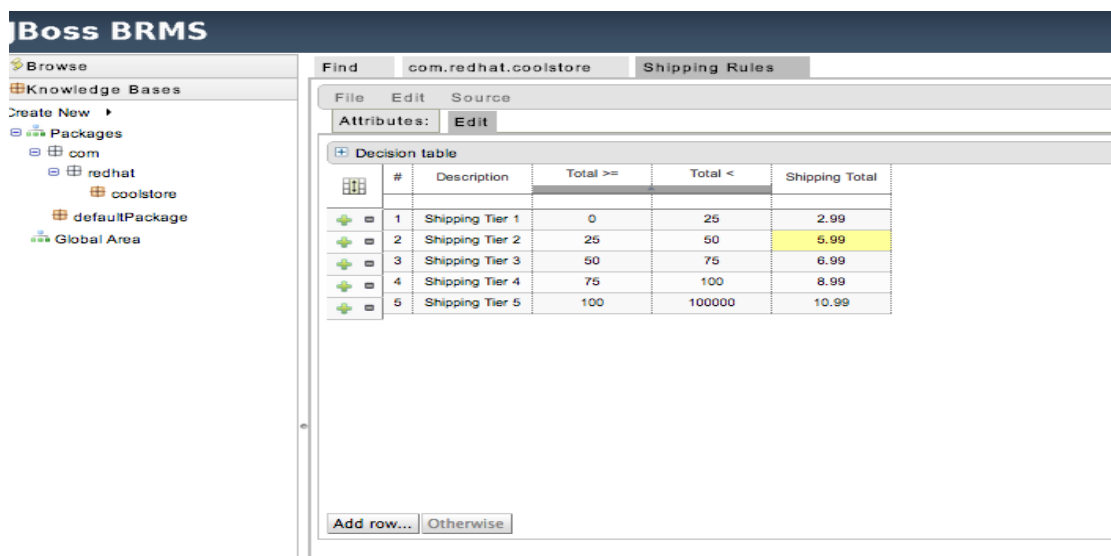 JBoss BRMS
Browse
Knowledge Bases
Create New
Packages
com
redhat
coolstore
defaultPackage
Global Area
Find com.redhat.coolstore Shipping Rules
File Edit Source
Attributes: Edit
Decision table
# Description Total >= Total < Shipping Total
1 Shipping Tier 1 0 25 2.99
2 Shipping Tier 2 25 50 5.99
3 Shipping Tier 3 50 75 6.99
4 Shipping Tier 4 75 100 8.99
5 Shipping Tier 5 100 100000 10.99
Add row... Otherwise